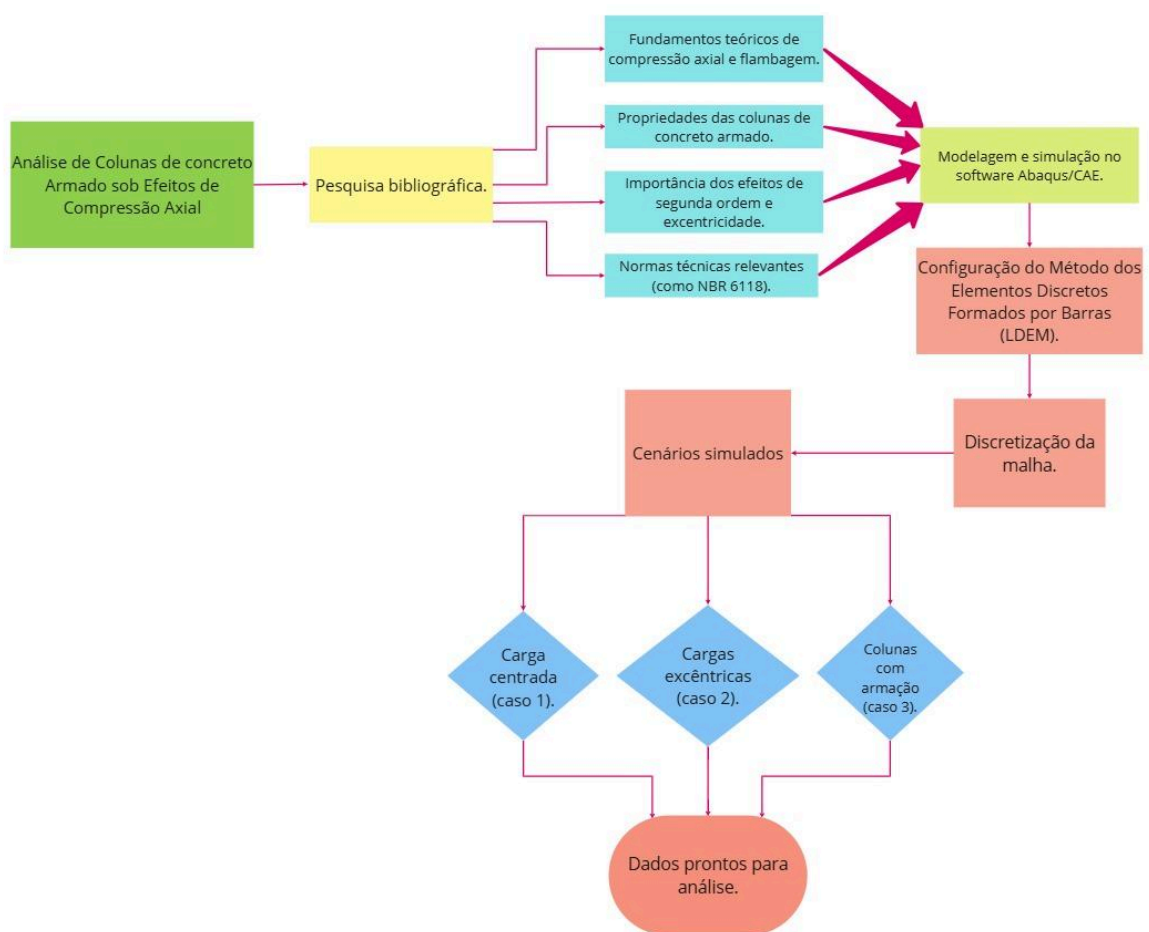 Análise de Colunas de concreto
Armado sob Efeitos de
Compressão Axial
Pesquisa bibliográfica.
Fundamentos teóricos de
compressão axial e flambagem.
Propriedades das colunas de
concreto armado.
Importância dos efeitos de
segunda ordem e
excentricidade.
Normas técnicas relevantes
(como NBR 6118).
Modelagem e simulação no
software Abaqus/CAE.
Configuração do Método dos
Elementos Discretos
Formados por Barras
(LDEM).
Discretização da
malha.
Cenários simulados
Carga
centrada
(caso 1).
Cargas
excêntricas
(caso 2).
Colunas
com
armação
(caso 3).
Dados prontos para
análise.